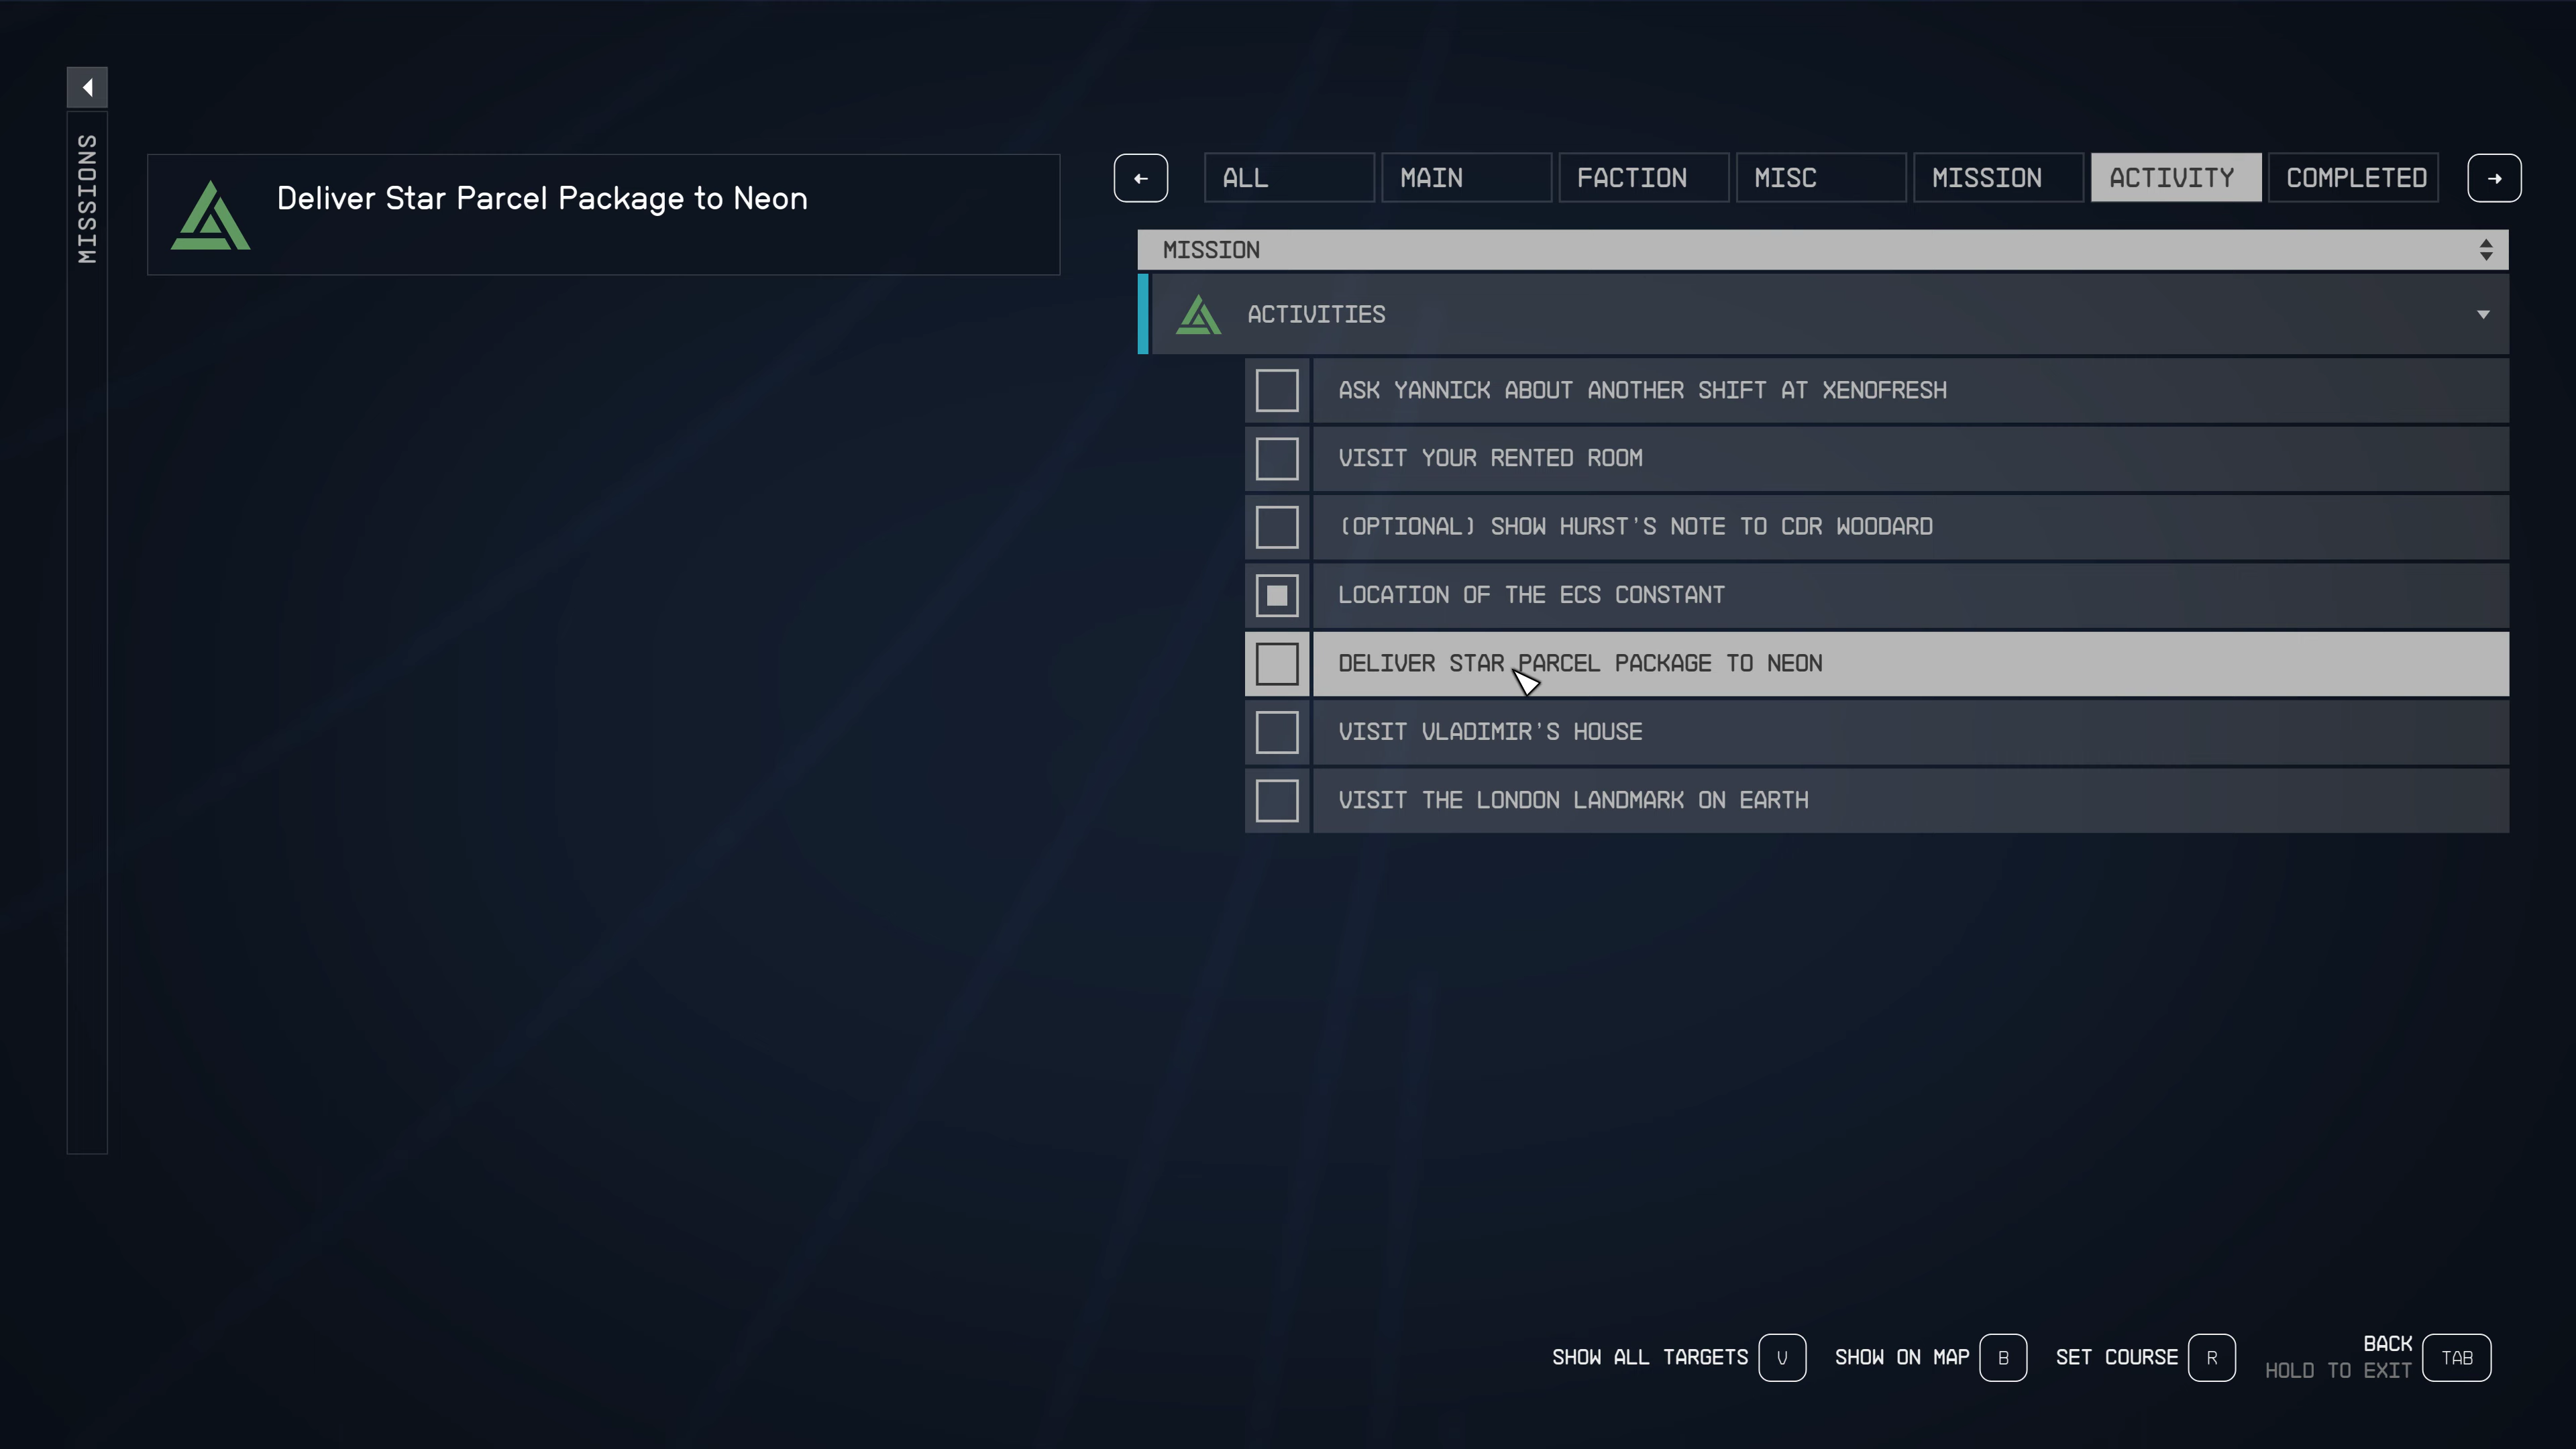 MISSIONS
Deliver Star Parcel Package to Neon
ALL
MAIN
FACTION
MISC
MISSION
ACTIVITY
COMPLETED
MISSION
ACTIVITIES
ASK YANNICK ABOUT ANOTHER SHIFT AT XENOFRESH
VISIT YOUR RENTED ROOM
(OPTIONAL) SHOW HURST'S NOTE TO CDR WOODARD
LOCATION OF THE ECS CONSTANT
DELIVER STAR PARCEL PACKAGE TO NEON
VISIT VLADIMIR'S HOUSE
VISIT THE LONDON LANDMARK ON EARTH
SHOW ALL TARGETS V
SHOW ON MAP B
SET COURSE R
BACK
HOLD TO EXIT
TAB